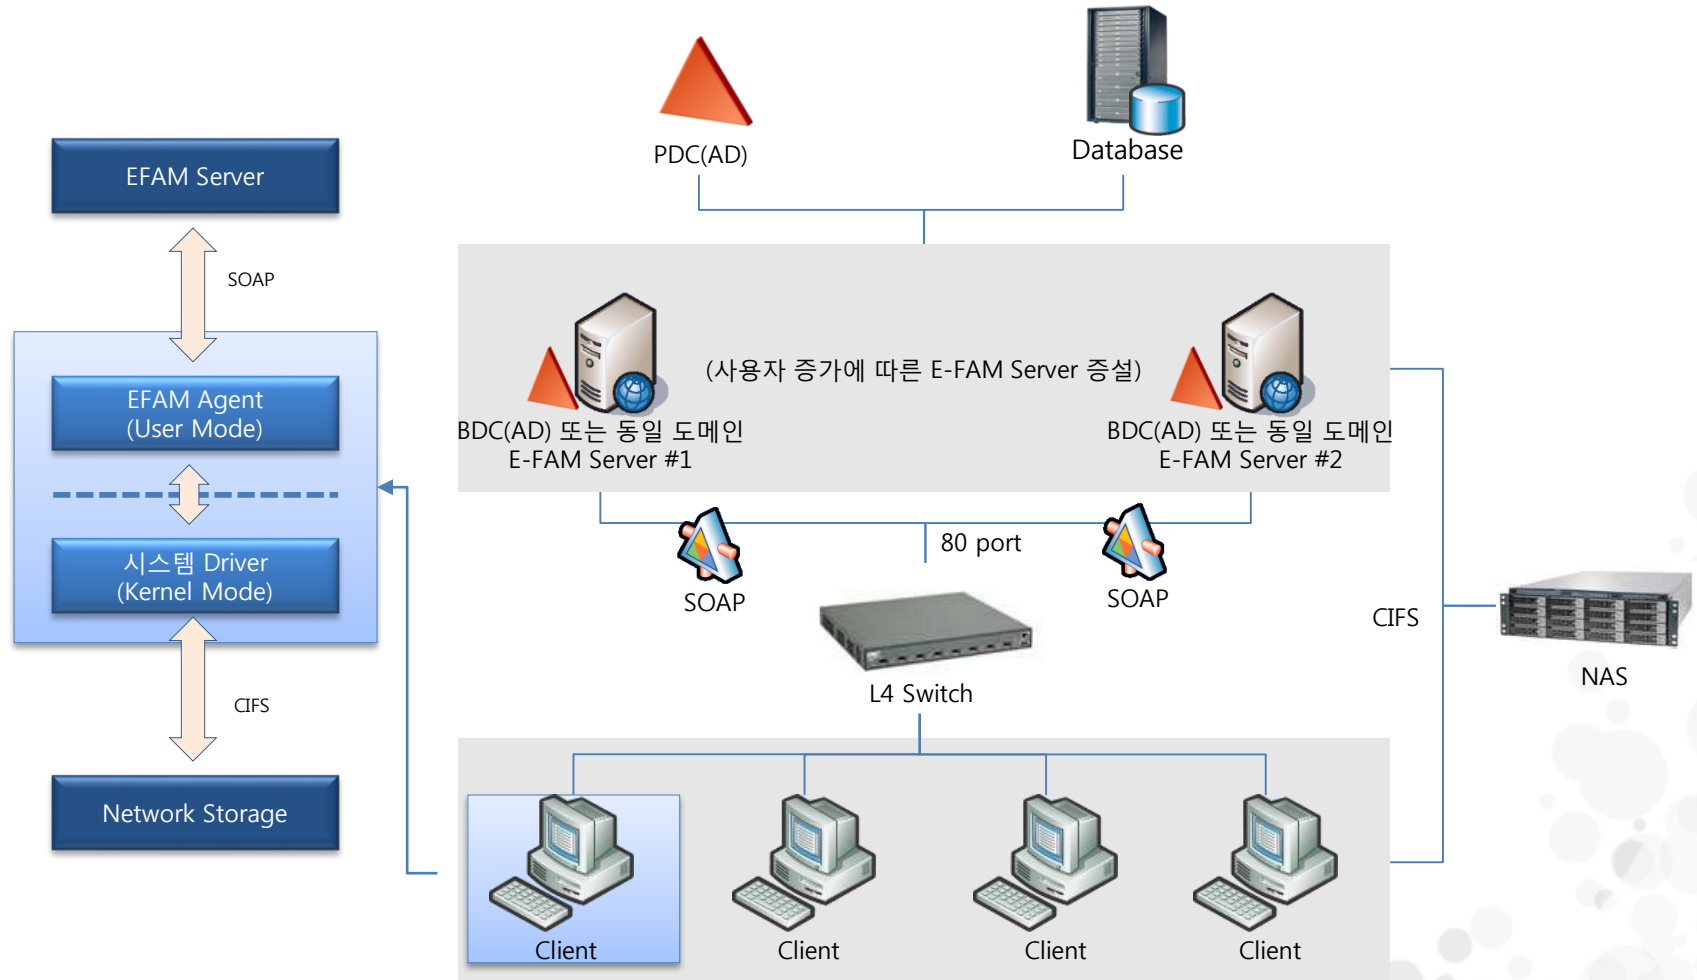 PDC(AD)
Database
EFAM Server
SOAP
EFAM Agent
(User Mode)
시스템 Driver
(Kernel Mode)
CIFS
Network Storage
(사용자 증가에 따른 E-FAM Server 증설)
BDC(AD) 또는 동일 도메인
E-FAM Server #1
BDC(AD) 또는 동일 도메인
E-FAM Server #2
80 port
SOAP
SOAP
L4 Switch
CIFS
NAS
Client
Client
Client
Client